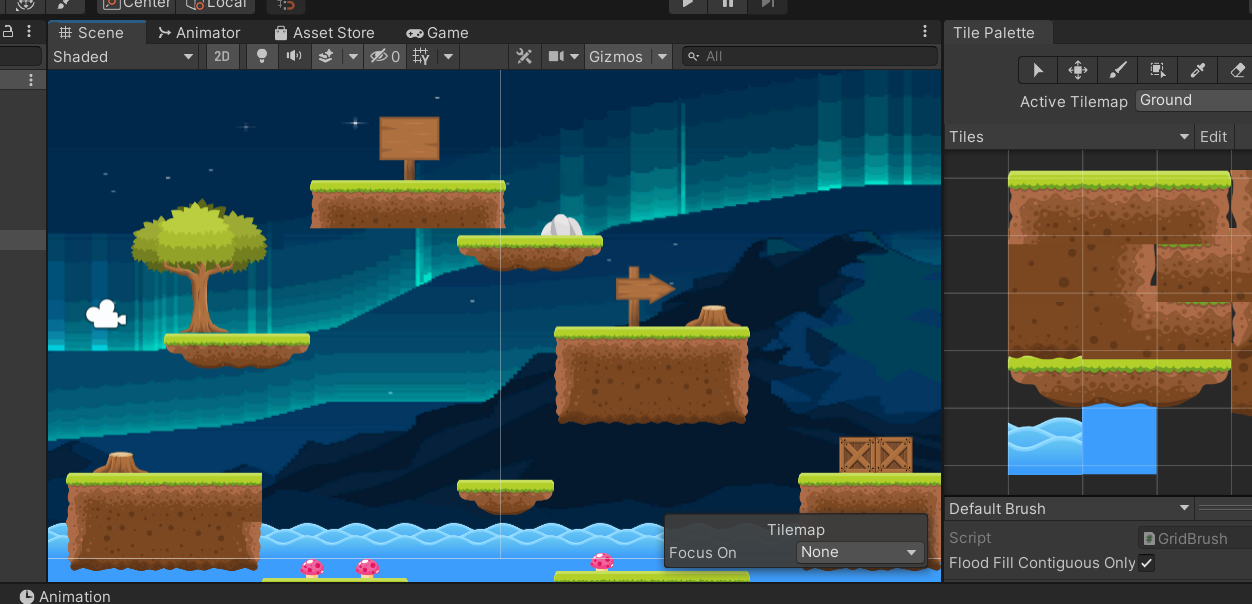 Center Local
Scene Animator Asset Store Game
Tile Palette
Shaded 2D 0 Gizmos All
Active Tilemap Ground
Tiles Edit
Default Brush
Tilemap
Script GridBrush
Focus On None
Flood Fill Contiguous Only
Animation